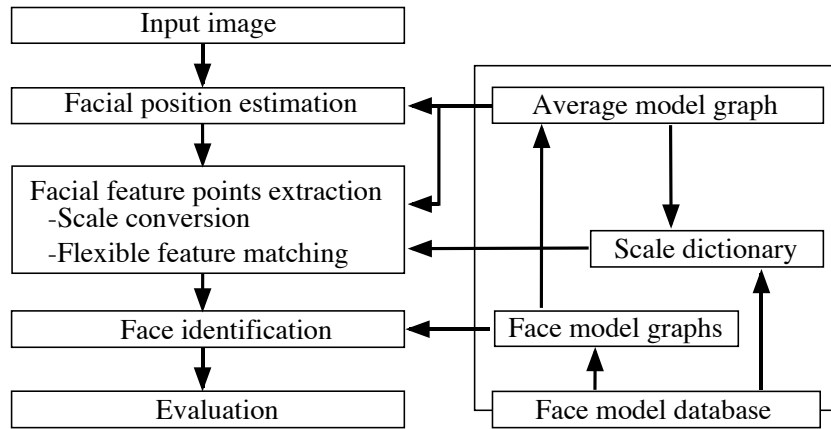 Input image
Facial position estimation
Facial feature points extraction
-Scale conversion
-Flexible feature matching
Face identification
Evaluation
Average model graph
Scale dictionary
Face model graphs
Face model database